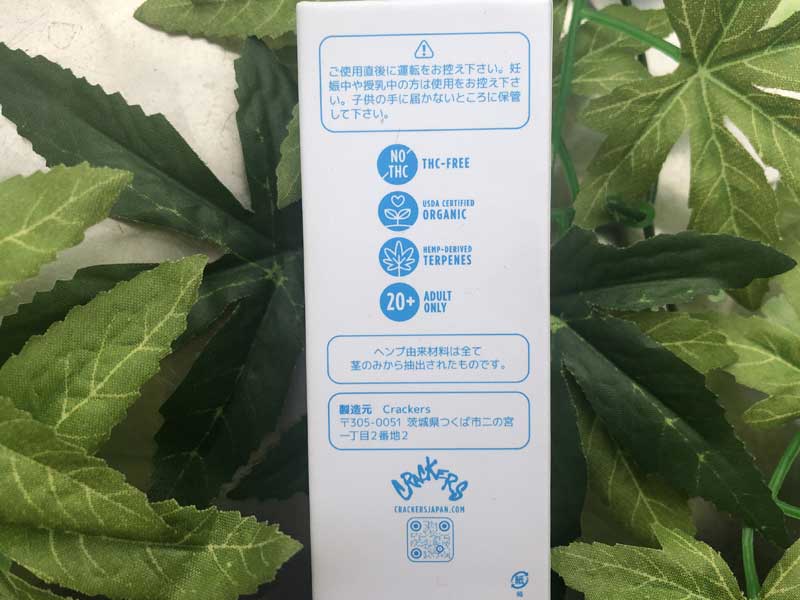 ご使用直後に運転をお控え下さい。妊
娠中や授乳中の方は使用をお控え下さ
い。子供の手に届かないところに保管
して下さい。
NO
THC
THC-FREE
USDA CERTIFIED
ORGANIC
HEMP-DERIVED
TERPENES
20+
ADULT
ONLY
ヘンプ由来材料は全て
茎のみから抽出されたものです。
製造元 Crackers
〒305-0051 茨城県つくば市二の宮
一丁目2番地2
CRACKERS
CRACKERSJAPAN.COM
紙
箱